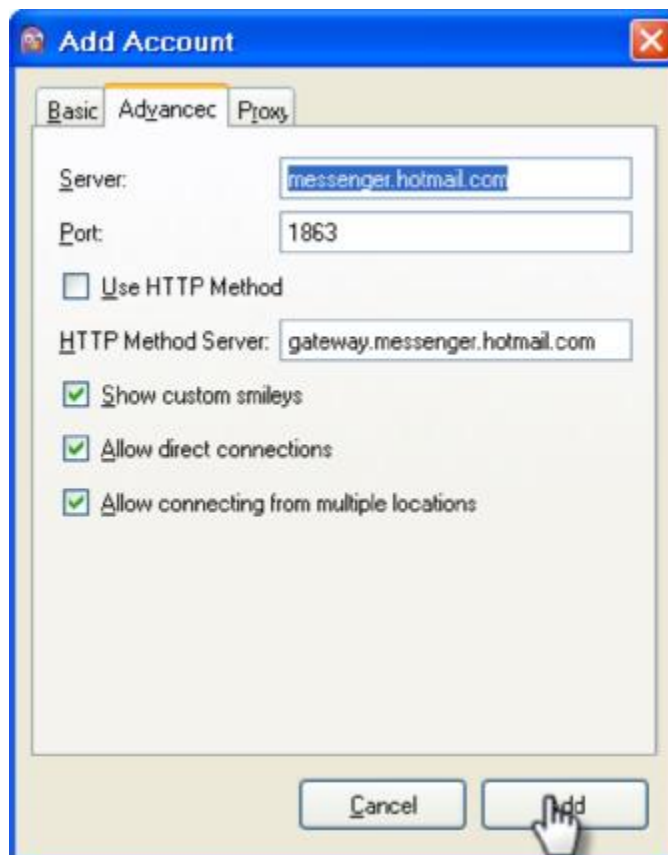 Add Account
Basic Advancec Proxy
Server: messenger.hotmail.com
Port: 1863
Use HTTP Method
HTTP Method Server: gateway.messenger.hotmail.com
Show custom smileys
Allow direct connections
Allow connecting from multiple locations
Cancel Add